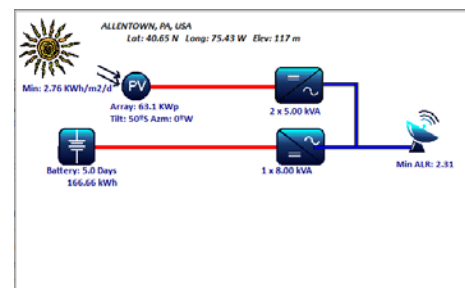 ALLENTOWN, PA, USA
Lat: 40.65 N Long: 75.43 W Elev: 117 m
Min: 2.76 KWh/m2/d
PV
Array: 63.1 KWp
Tilt: 50ºS Azm: 0ºW
2 x 5.00 kVA
Min ALR: 2.31
Battery: 5.0 Days
166.66 kWh
1 x 8.00 kVA